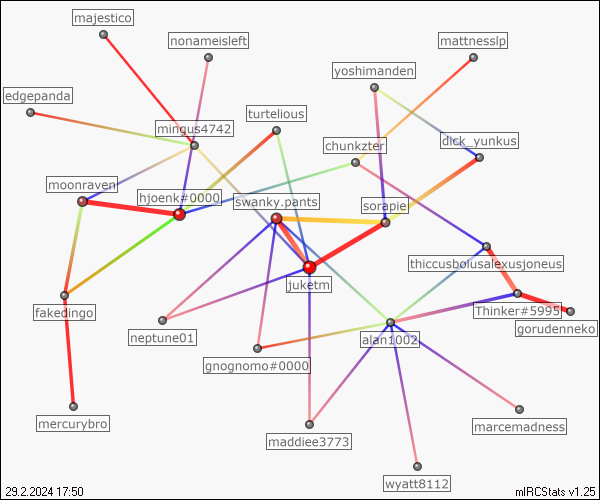 majestico
nonameisleft
mattnesslp
yoshimanden
edgepanda
turtelious
mingus4742
chunkzter
dick_yunkus
moonraven
hjoenk#0000
swanky.pants
sorapie
thiccusboiusalexusjoneus
juketm
fakedingo
Thinker#5995
gorudenneko
neptune01
alan1002
gnognomo#0000
mercurybro
marcemadness
maddiee3773
wyatt8112
29.2.2024 17:50
mIRCStats v1.25